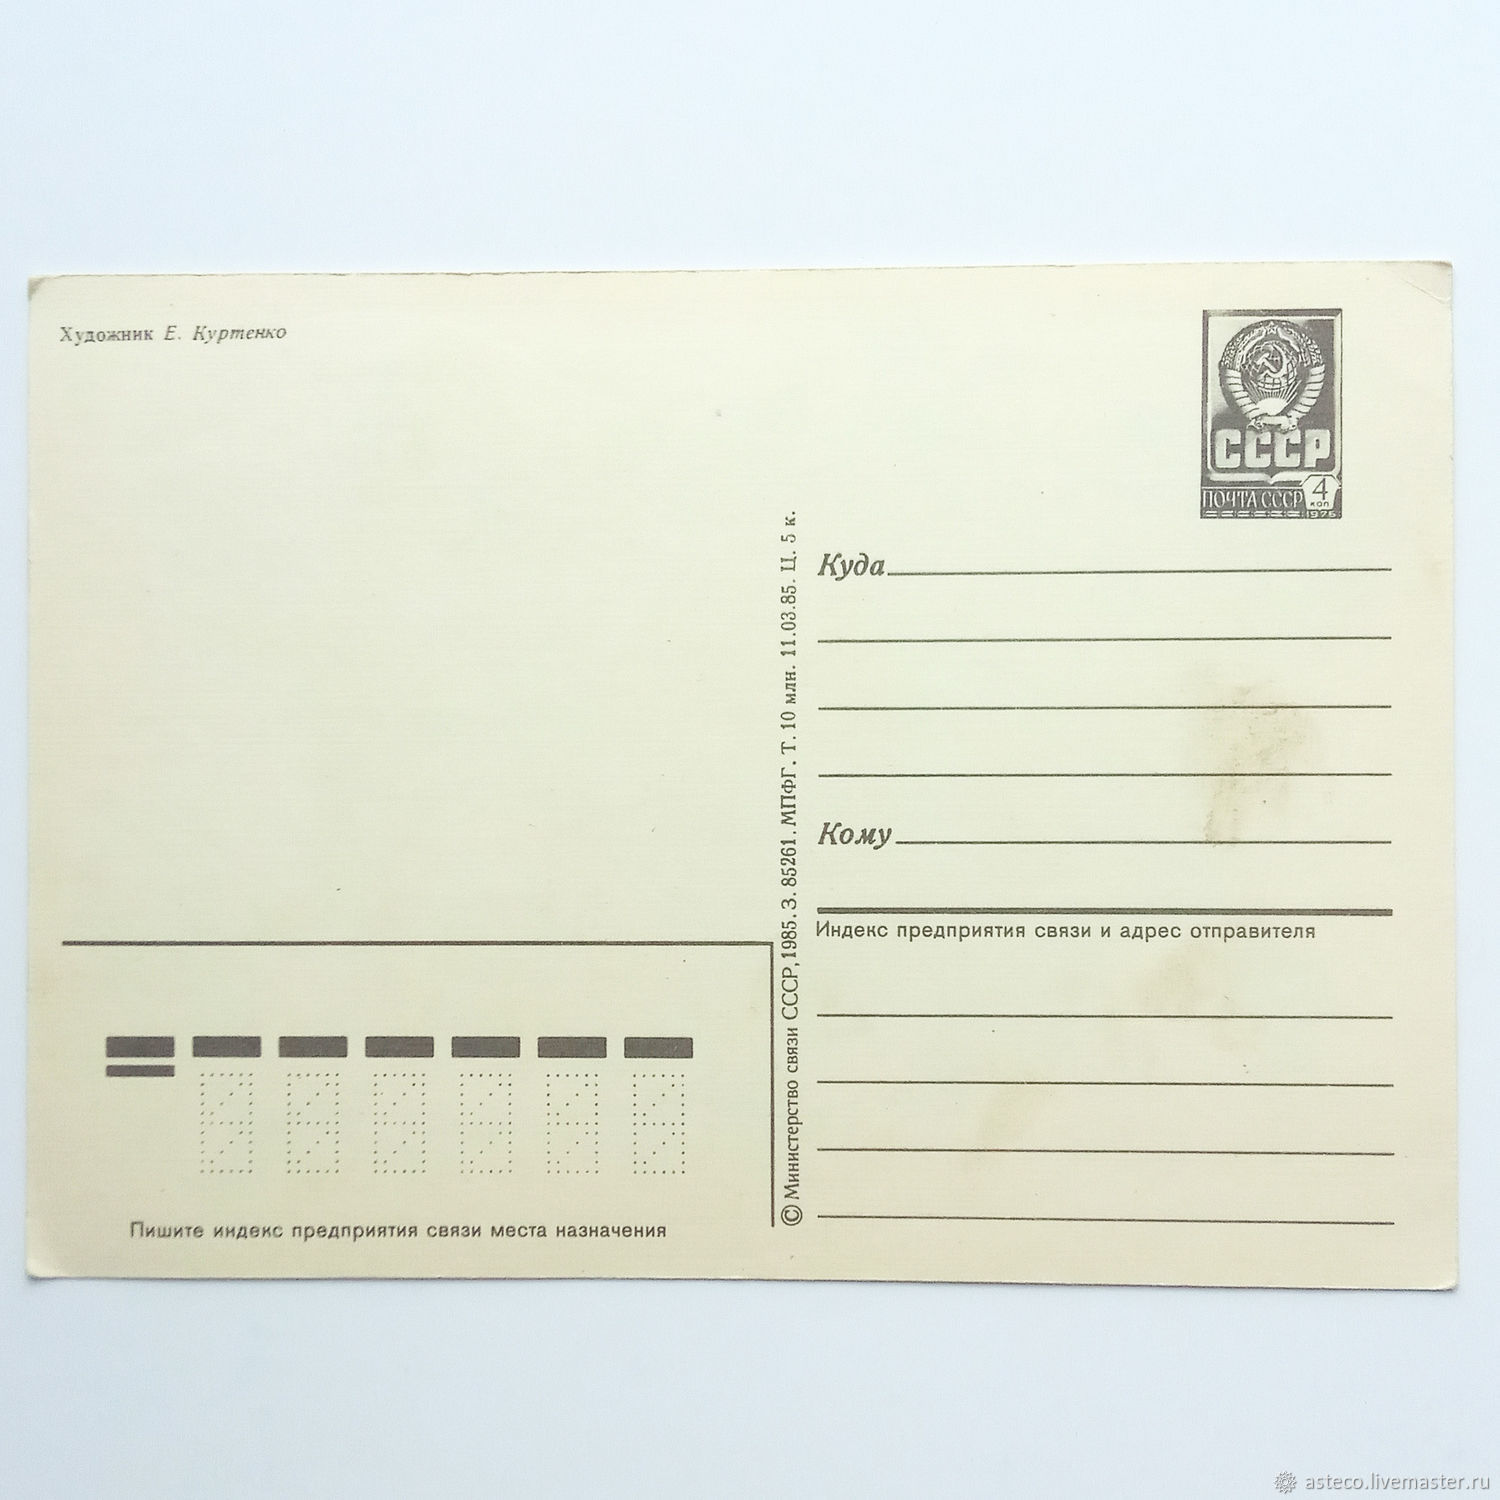 Художник Е. Куртенко
СССР
ПОЧТА СССР 4
коп
1976
Куда
Кому
Индекс предприятия связи и адрес отправителя
© Министерство связи СССР, 1985. З. 85261. МПФГ. Т. 10 млн. 11.03.85. Ц. 5 к.
Пишите индекс предприятия связи места назначения
asteco.livemaster.ru